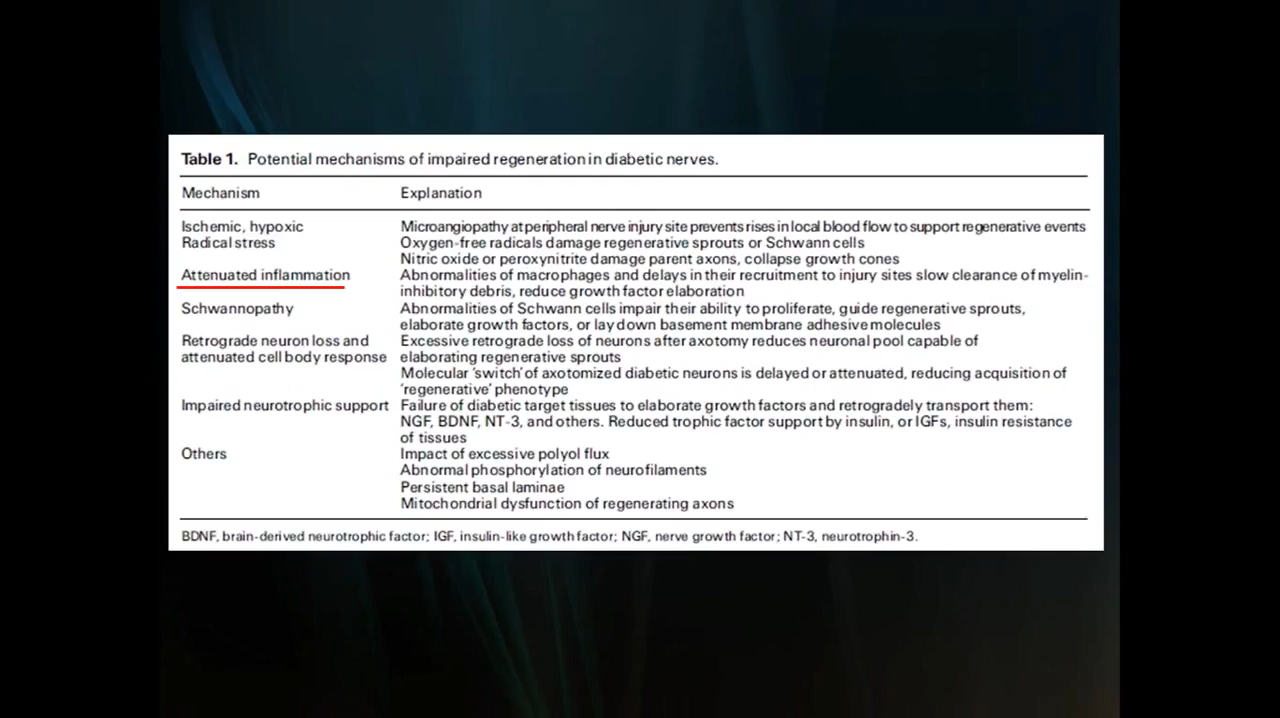 Table 1. Potential mechanisms of impaired regeneration in diabetic nerves.
Mechanism Explanation
Ischemic, hypoxic Microangiopathy at peripheral nerve injury site prevents rises in local blood flow to support regenerative events
Radical stress Oxygen-free radicals damage regenerative sprouts or Schwann cells
Nitric oxide or peroxynitrite damage parent axons, collapse growth cones
Attenuated inflammation Abnormalities of macrophages and delays in their recruitment to injury sites slow clearance of myelin-
inhibitory debris, reduce growth factor elaboration
Schwannopathy Abnormalities of Schwann cells impair their ability to proliferate, guide regenerative sprouts,
elaborate growth factors, or lay down basement membrane adhesive molecules
Retrograde neuron loss and Excessive retrograde loss of neurons after axotomy reduces neuronal pool capable of
attenuated cell body response elaborating regenerative sprouts
Molecular 'switch' of axotomized diabetic neurons is delayed or attenuated, reducing acquisition of
'regenerative' phenotype
Impaired neurotrophic support Failure of diabetic target tissues to elaborate growth factors and retrogradely transport them:
NGF, BDNF, NT-3, and others. Reduced trophic factor support by insulin, or IGFs, insulin resistance
of tissues
Others Impact of excessive polyol flux
Abnormal phosphorylation of neurofilaments
Persistent basal laminae
Mitochondrial dysfunction of regenerating axons
BDNF, brain-derived neurotrophic factor; IGF, insulin-like growth factor; NGF, nerve growth factor; NT-3, neurotrophin-3.